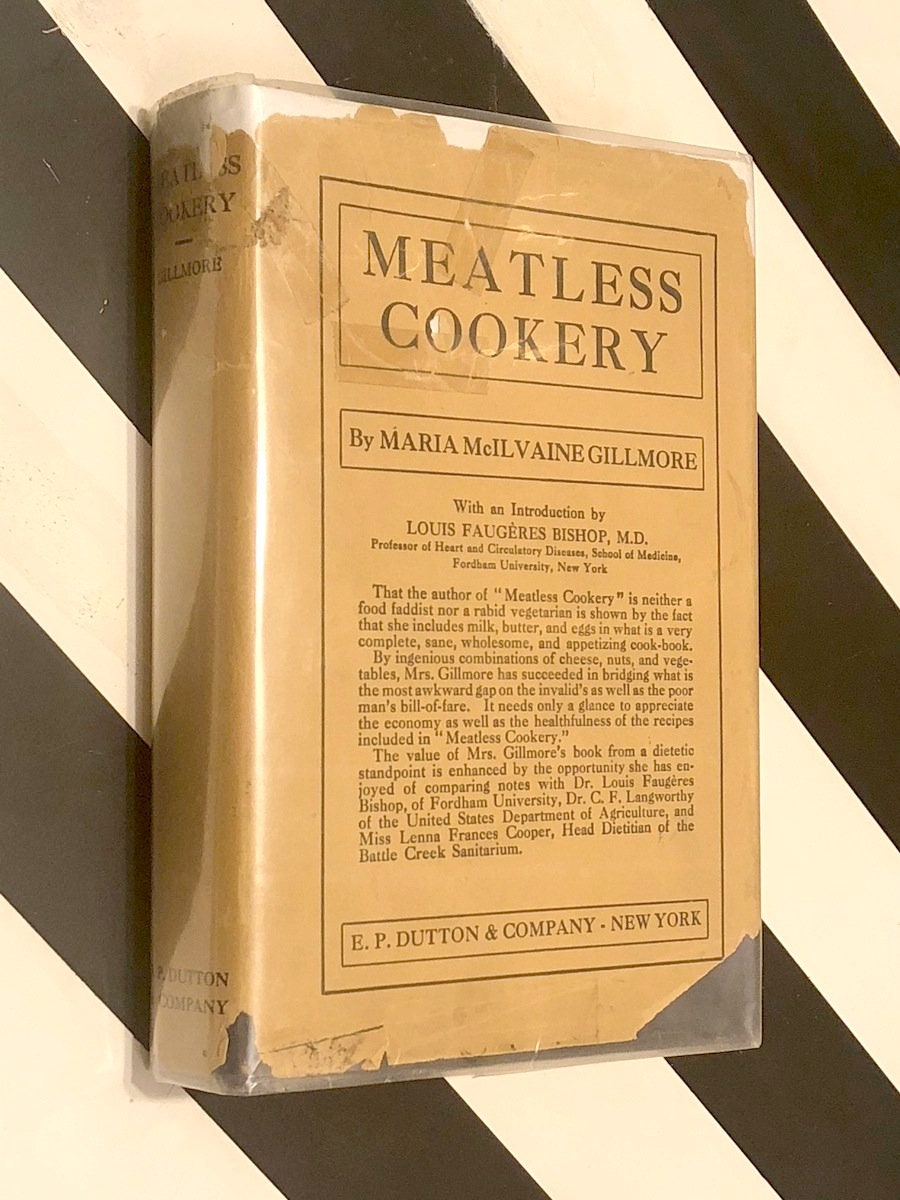 MEATLESS
COOKERY
By MARIA McILVAINE GILLMORE
With an Introduction by
LOUIS FAUGÈRES BISHOP, M.D.
Professor of Heart and Circulatory Diseases, School of Medicine,
Fordham University, New York
That the author of "Meatless Cookery" is neither a
food faddist nor a rabid vegetarian is shown by the fact
that she includes milk, butter, and eggs in what is a very
complete, sane, wholesome, and appetizing cook-book.
By ingenious combinations of cheese, nuts, and vege-
tables, Mrs. Gillmore has succeeded in bridging what is
the most awkward gap on the invalid's as well as the poor
man's bill-of-fare. It needs only a glance to appreciate
the economy as well as the healthfulness of the recipes
included in "Meatless Cookery."
The value of Mrs. Gillmore's book from a dietetic
standpoint is enhanced by the opportunity she has en-
joyed of comparing notes with Dr. Louis Faugères
Bishop, of Fordham University, Dr. C. F. Langworthy
of the United States Department of Agriculture, and
Miss Lenna Frances Cooper, Head Dietitian of the
Battle Creek Sanitarium.
E. P. DUTTON & COMPANY - NEW YORK
COOKERY
GILLMORE
P. DUTTON
COMPANY